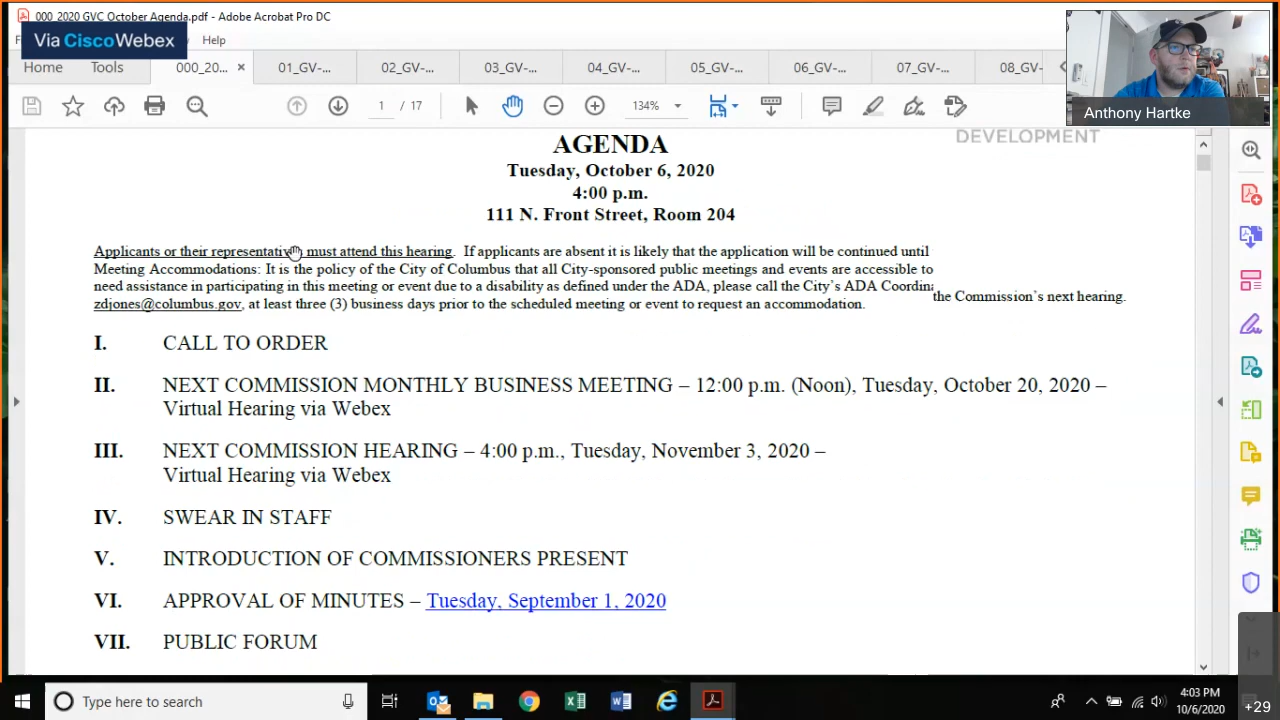 000_2020 GVC October Agenda.pdf - Adobe Acrobat Pro DC
Via CiscoWebex
Help
Home Tools 000_20... × 01_GV-... 02_GV-... 03_GV-... 04_GV-... 05_GV-... 06_GV-... 07_GV-... 08_GV-
1 / 17 134%
Anthony Hartke
DEVELOPMENT
AGENDA
Tuesday, October 6, 2020
4:00 p.m.
111 N. Front Street, Room 204
Applicants or their must attend this hearing. If applicants are absent it is likely that the application will be continued until
the Commission's next hearing.
Meeting Accommodations: It is the policy of the City of Columbus that all City-sponsored public meetings and events are accessible to
need assistance in participating in this meeting or event due to a disability as defined under the ADA, please call the City's ADA
zdjones@columbus.gov, at least three (3) business days prior to the scheduled meeting or event to request an accommodation.
I. CALL TO ORDER
II. NEXT COMMISSION MONTHLY BUSINESS MEETING – 12:00 p.m. (Noon), Tuesday, October 20, 2020 –
Virtual Hearing via Webex
III. NEXT COMMISSION HEARING – 4:00 p.m., Tuesday, November 3, 2020 –
Virtual Hearing via Webex
IV. SWEAR IN STAFF
V. INTRODUCTION OF COMMISSIONERS PRESENT
VI. APPROVAL OF MINUTES – Tuesday, September 1, 2020
VII. PUBLIC FORUM
Type here to search
4:03 PM
10/6/2020
+29